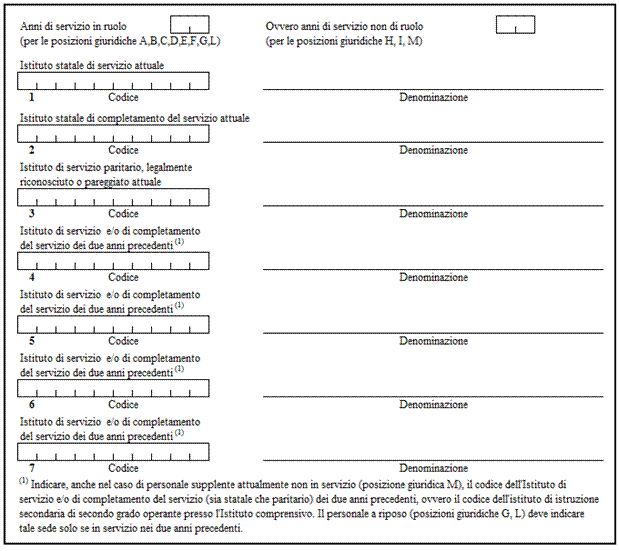 Anni di servizio in ruolo
(per le posizioni giuridiche A,B,C,D,E,F,G,L)
Ovvero anni di servizio non di ruolo
(per le posizioni giuridiche H, I, M)
Istituto statale di servizio attuale
1 Codice Denominazione
Istituto statale di completamento del servizio attuale
2 Codice Denominazione
Istituto di servizio paritario, legalmente
riconosciuto o pareggiato attuale
3 Codice Denominazione
Istituto di servizio e/o di completamento
del servizio dei due anni precedenti (1)
4 Codice Denominazione
Istituto di servizio e/o di completamento
del servizio dei due anni precedenti (1)
5 Codice Denominazione
Istituto di servizio e/o di completamento
del servizio dei due anni precedenti (1)
6 Codice Denominazione
Istituto di servizio e/o di completamento
del servizio dei due anni precedenti (1)
7 Codice Denominazione
(1) Indicare, anche nel caso di personale supplente attualmente non in servizio (posizione giuridica M), il codice dell'Istituto di
servizio e/o di completamento del servizio (sia statale che paritario) dei due anni precedenti, ovvero il codice dell'istituto di istruzione
secondaria di secondo grado operante presso l'Istituto comprensivo. Il personale a riposo (posizioni giuridiche G, L) deve indicare
tale sede solo se in servizio nei due anni precedenti.